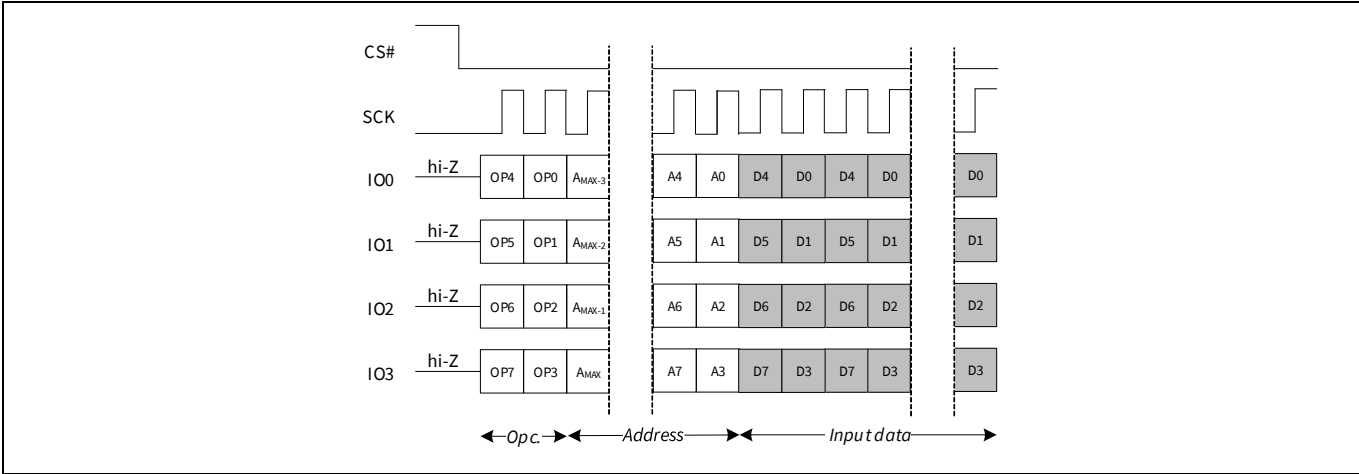 CS#
SCK
IO0 hi-Z OP4 OP0 AMAX-3 A4 A0 D4 D0 D4 D0 D0
IO1 hi-Z OP5 OP1 AMAX-2 A5 A1 D5 D1 D5 D1 D1
IO2 hi-Z OP6 OP2 AMAX-1 A6 A2 D6 D2 D6 D2 D2
IO3 hi-Z OP7 OP3 AMAX A7 A3 D7 D3 D7 D3 D3
Opc. Address Input data